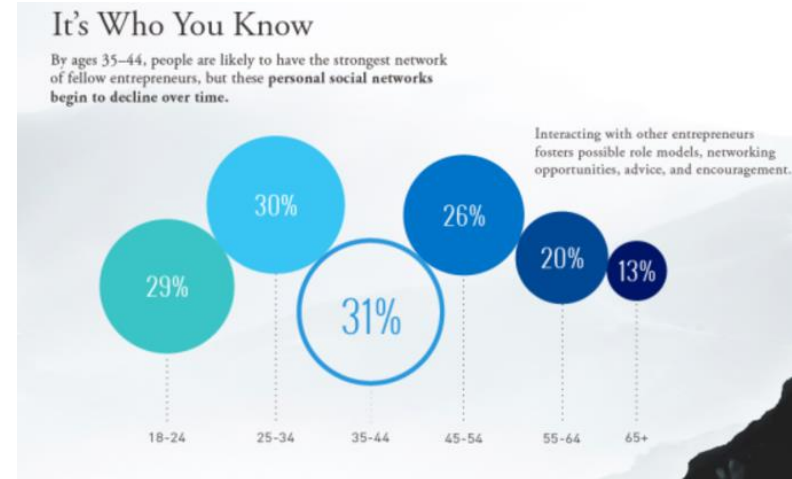 It's Who You Know
By ages 35–44, people are likely to have the strongest network
of fellow entrepreneurs, but these personal social networks
begin to decline over time.
Interacting with other entrepreneurs
fosters possible role models, networking
opportunities, advice, and encouragement.
29%
30%
31%
26%
20%
13%
18-24
25-34
35-44
45-54
55-64
65+